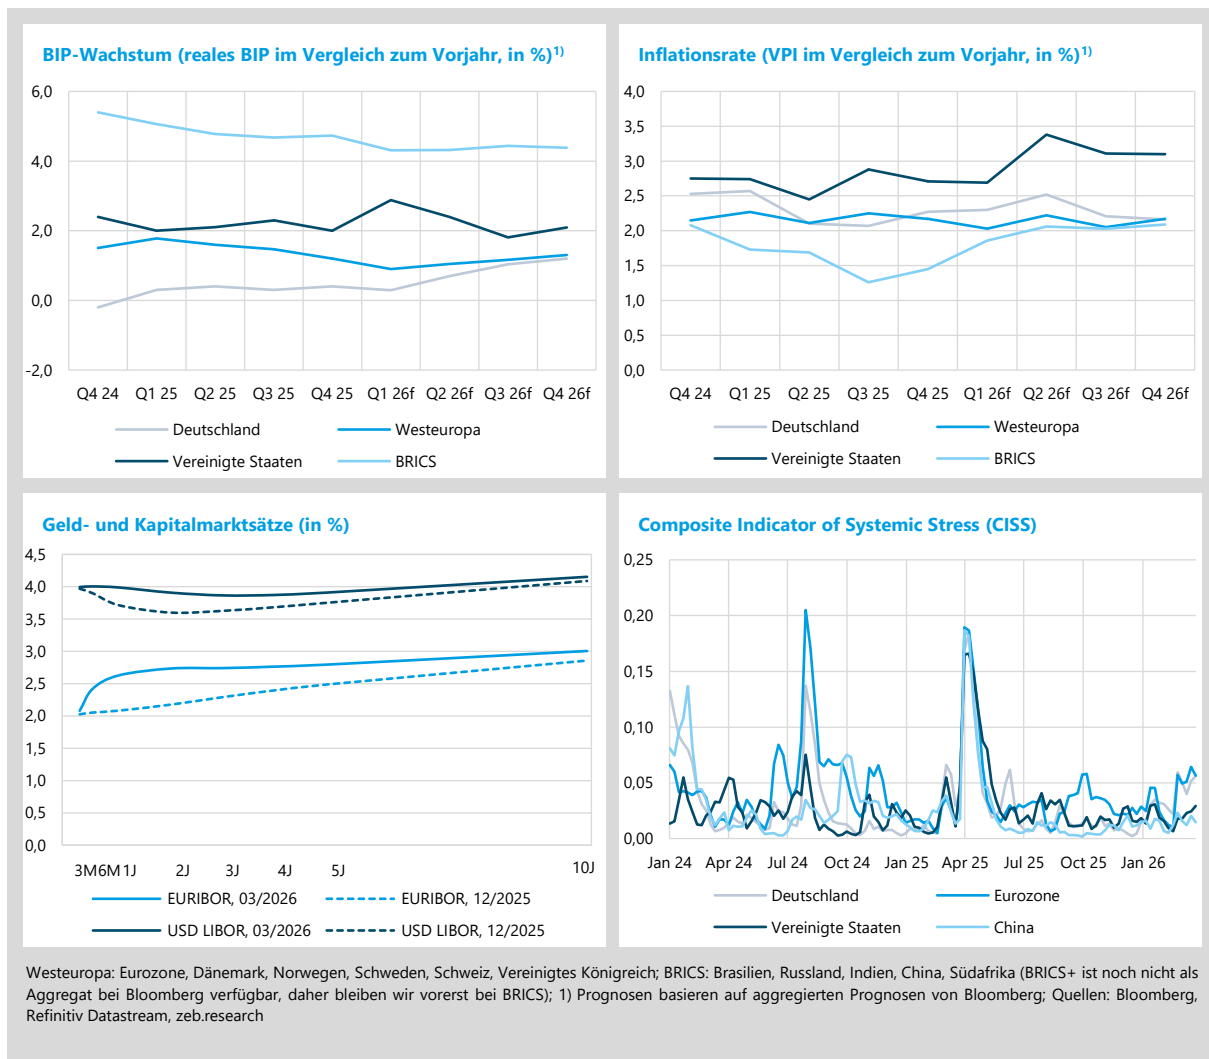 BIP-Wachstum (reales BIP im Vergleich zum Vorjahr, in %)1)
6,0
4,0
2,0
0,0
-2,0
Q4 24 Q1 25 Q2 25 Q3 25 Q4 25 Q1 26f Q2 26f Q3 26f Q4 26f
Deutschland Westeuropa
Vereinigte Staaten BRICS
Inflationsrate (VPI im Vergleich zum Vorjahr, in %)1)
4,0
3,5
3,0
2,5
2,0
1,5
1,0
0,5
0,0
Q4 24 Q1 25 Q2 25 Q3 25 Q4 25 Q1 26f Q2 26f Q3 26f Q4 26f
Deutschland Westeuropa
Vereinigte Staaten BRICS
Geld- und Kapitalmarktsätze (in %)
4,5
4,0
3,5
3,0
2,5
2,0
1,5
1,0
0,5
0,0
3M 6M 1J 2J 3J 4J 5J 10J
EURIBOR, 03/2026 EURIBOR, 12/2025
USD LIBOR, 03/2026 USD LIBOR, 12/2025
Composite Indicator of Systemic Stress (CISS)
0,25
0,20
0,15
0,10
0,05
0,00
Jan 24 Apr 24 Jul 24 Oct 24 Jan 25 Apr 25 Jul 25 Oct 25 Jan 26
Deutschland Eurozone
Vereinigte Staaten China
Westeuropa: Eurozone, Dänemark, Norwegen, Schweden, Schweiz, Vereinigtes Königreich; BRICS: Brasilien, Russland, Indien, China, Südafrika (BRICS+ ist noch nicht als
Aggregat bei Bloomberg verfügbar, daher bleiben wir vorerst bei BRICS); 1) Prognosen basieren auf aggregierten Prognosen von Bloomberg; Quellen: Bloomberg,
Refinitiv Datastream, zeb.research